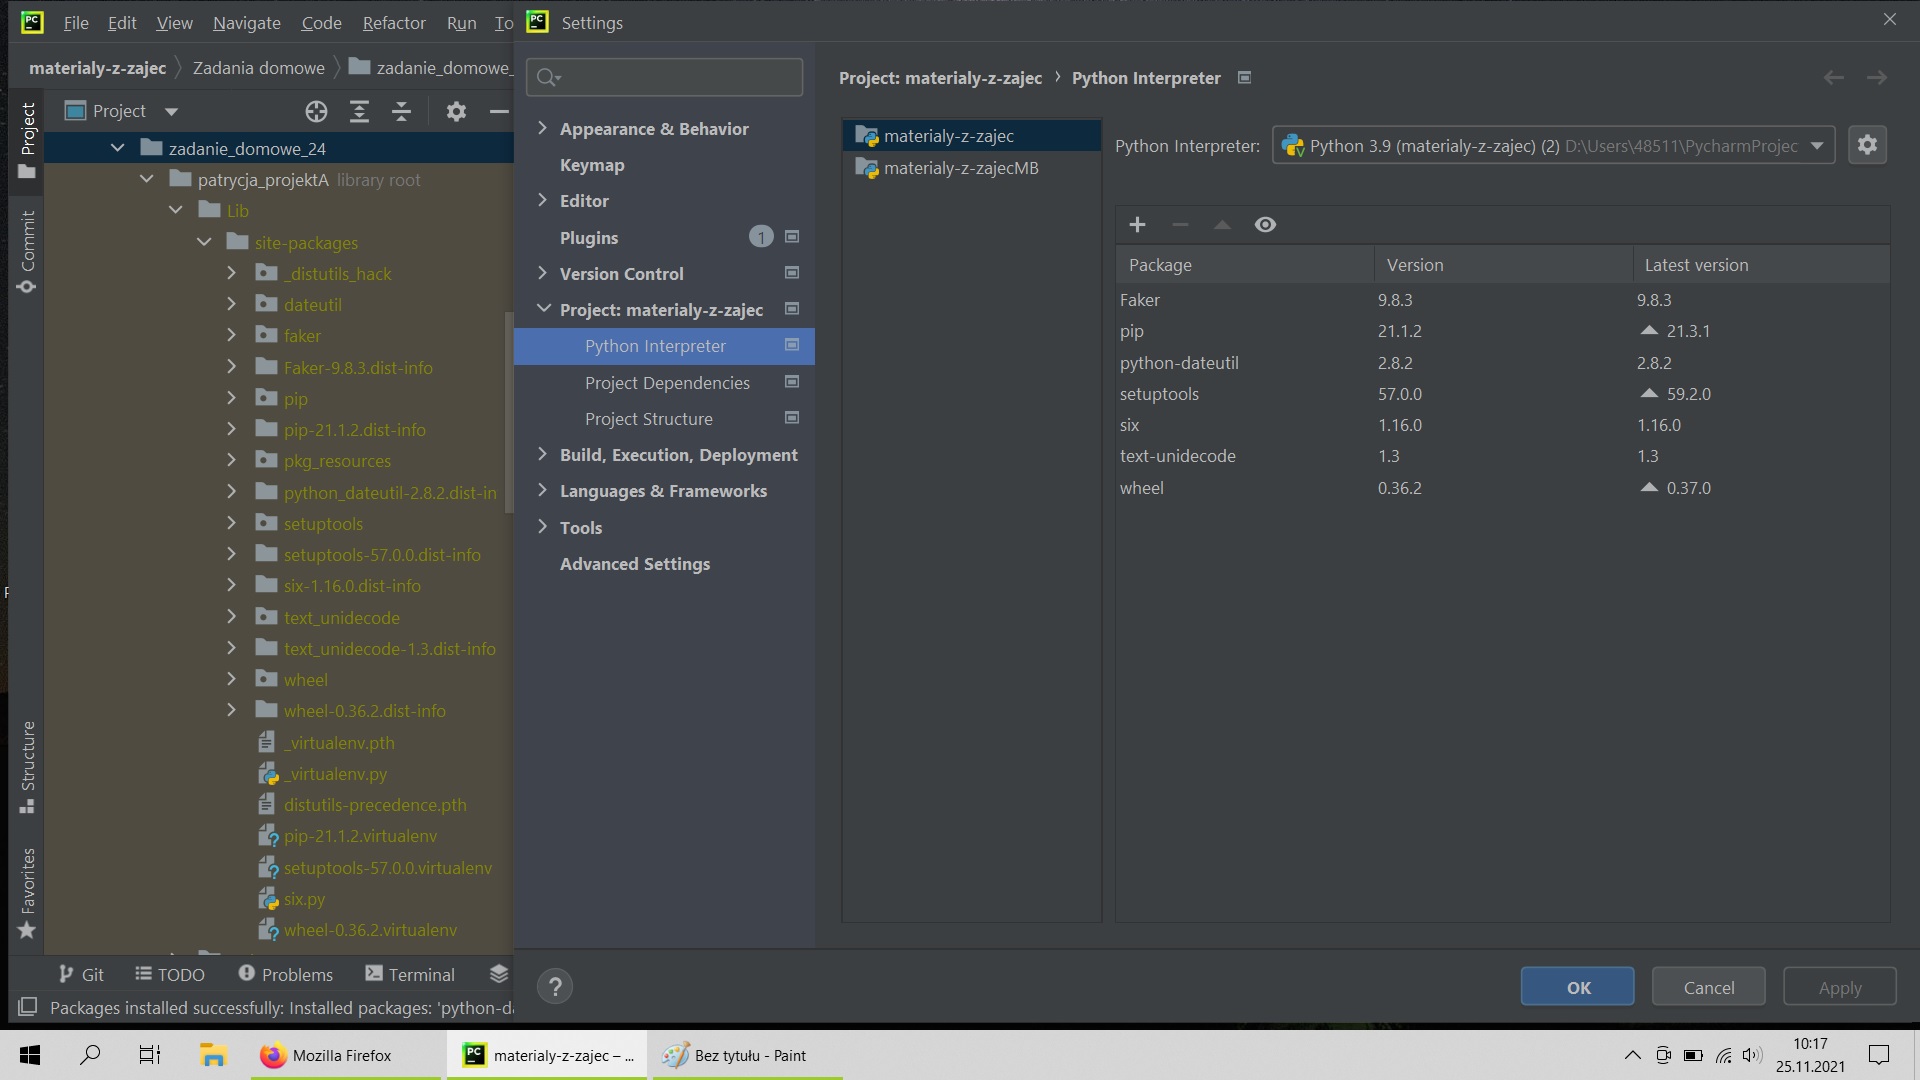 File Edit View Navigate Code Refactor Run To
PC Settings
materialy-z-zajec Zadania domowe zadanie_domowe_
Project
Project
Commit
Structure
Favorites
zadanie_domowe_24
patrycja_projektA library root
Lib
site-packages
_distutils_hack
dateutil
faker
Faker-9.8.3.dist-info
pip
pip-21.1.2.dist-info
pkg_resources
python_dateutil-2.8.2.dist-in
setuptools
setuptools-57.0.0.dist-info
six-1.16.0.dist-info
text_unidecode
text_unidecode-1.3.dist-info
wheel
wheel-0.36.2.dist-info
_virtualenv.pth
_virtualenv.py
distutils-precedence.pth
pip-21.1.2.virtualenv
setuptools-57.0.0.virtualenv
six.py
wheel-0.36.2.virtualenv
Git TODO Problems Terminal
Packages installed successfully: Installed packages: 'python-da
Appearance & Behavior
Keymap
Editor
Plugins 1
Version Control
Project: materialy-z-zajec
Python Interpreter
Project Dependencies
Project Structure
Build, Execution, Deployment
Languages & Frameworks
Tools
Advanced Settings
Project: materialy-z-zajec › Python Interpreter
materialy-z-zajec
materialy-z-zajecMB
Python Interpreter: Python 3.9 (materialy-z-zajec) (2) D:\Users\48511\PycharmProjec
Package Version Latest version
Faker 9.8.3 9.8.3
pip 21.1.2 21.3.1
python-dateutil 2.8.2 2.8.2
setuptools 57.0.0 59.2.0
six 1.16.0 1.16.0
text-unidecode 1.3 1.3
wheel 0.36.2 0.37.0
? OK Cancel Apply
Mozilla Firefox PC materialy-z-zajec – ... Bez tytułu - Paint
10:17
25.11.2021